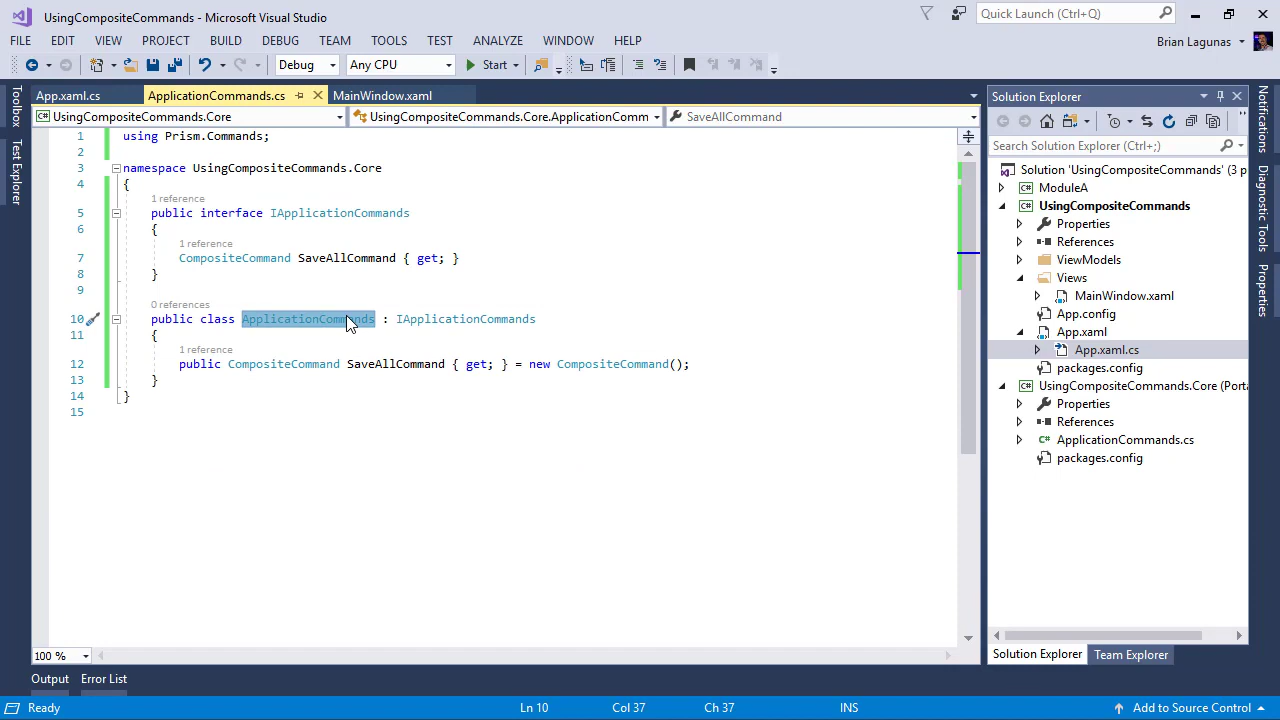 UsingCompositeCommands - Microsoft Visual Studio
Quick Launch (Ctrl+Q)
FILE EDIT VIEW PROJECT BUILD DEBUG TEAM TOOLS TEST ANALYZE WINDOW HELP
Brian Lagunas
Debug Any CPU Start
Toolbox
Test Explorer
App.xaml.cs ApplicationCommands.cs MainWindow.xaml
UsingCompositeCommands.Core UsingCompositeCommands.Core.ApplicationComm SaveAllCommand
1 using Prism.Commands;
2
3 namespace UsingCompositeCommands.Core
4 {
1 reference
5 public interface IApplicationCommands
6 {
1 reference
7 CompositeCommand SaveAllCommand { get; }
8 }
9
0 references
10 public class ApplicationCommands : IApplicationCommands
11 {
1 reference
12 public CompositeCommand SaveAllCommand { get; } = new CompositeCommand();
13 }
14 }
15
100 %
Solution Explorer
Search Solution Explorer (Ctrl+;)
Solution 'UsingCompositeCommands' (3 p
ModuleA
UsingCompositeCommands
Properties
References
ViewModels
Views
MainWindow.xaml
App.config
App.xaml
App.xaml.cs
packages.config
UsingCompositeCommands.Core (Porta
Properties
References
ApplicationCommands.cs
packages.config
Solution Explorer Team Explorer
Notifications
Diagnostic Tools
Properties
Output Error List
Ready Ln 10 Col 37 Ch 37 INS Add to Source Control